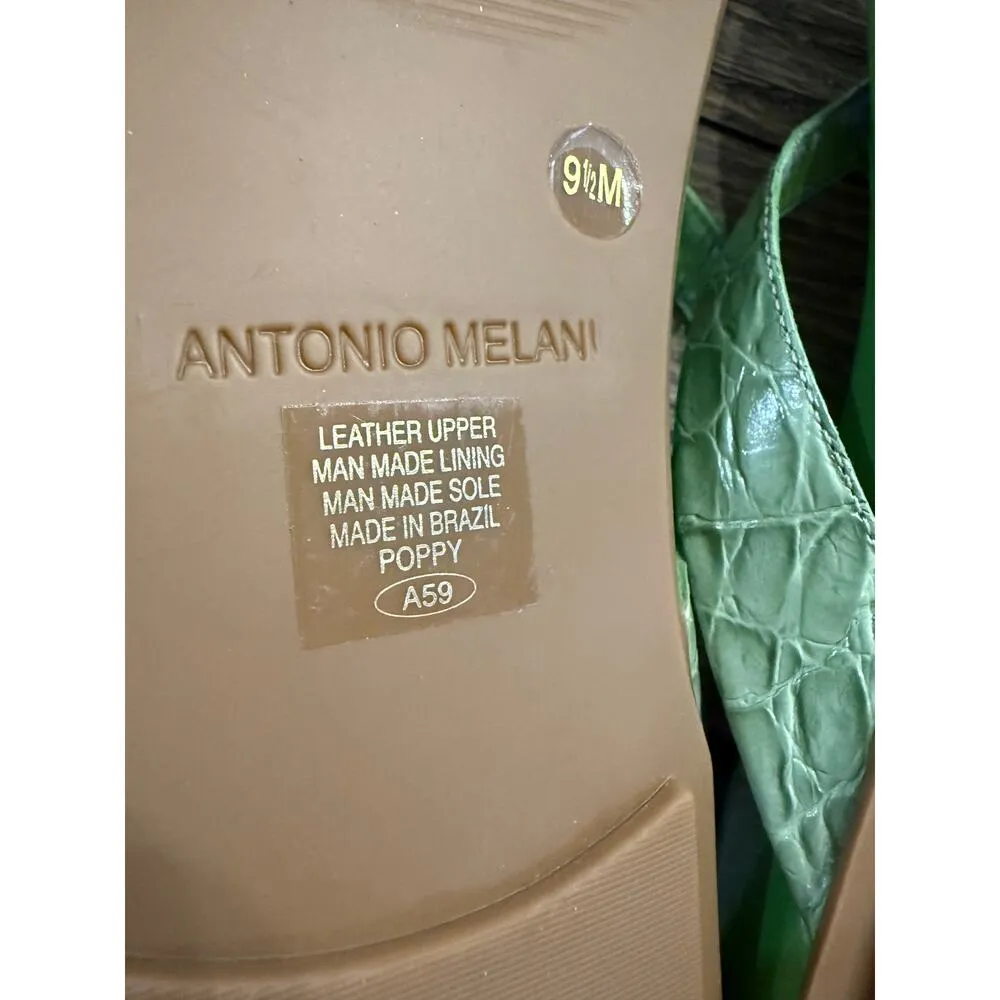 9½M
ANTONIO MELANI
LEATHER UPPER
MAN MADE LINING
MAN MADE SOLE
MADE IN BRAZIL
POPPY
A59